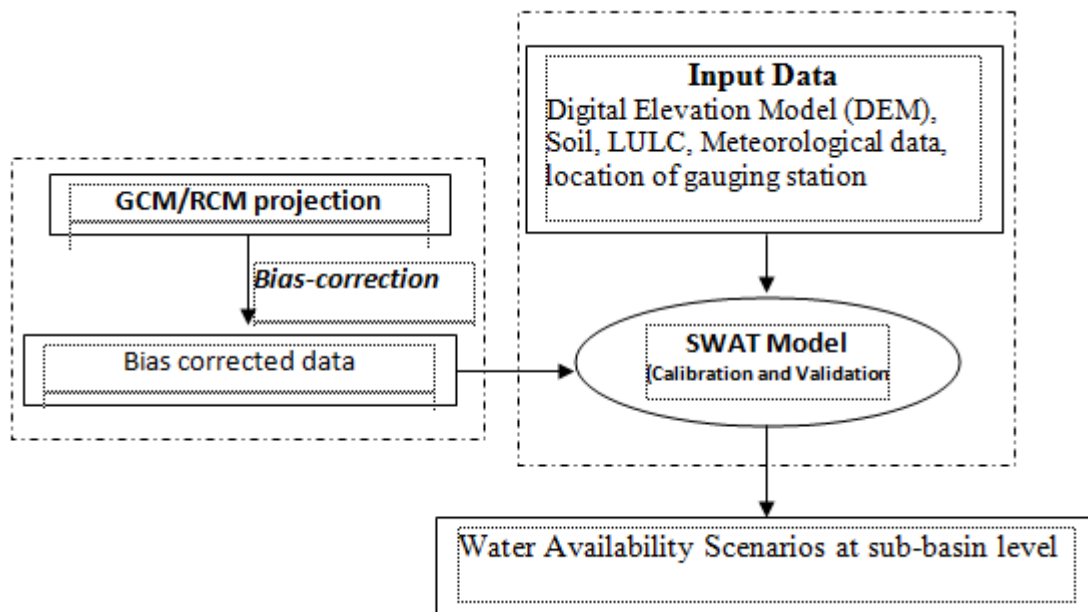 Input Data
Digital Elevation Model (DEM),
Soil, LULC, Meteorological data,
location of gauging station
GCM/RCM projection
Bias-correction
Bias corrected data
SWAT Model
(Calibration and Validation
Water Availability Scenarios at sub-basin level